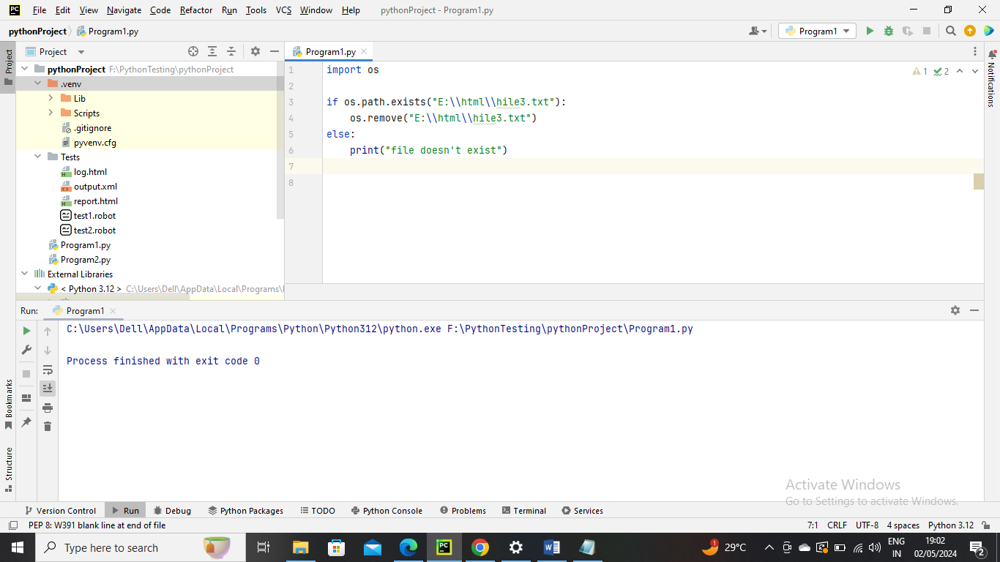 PC File Edit View Navigate Code Refactor Run Tools VCS Window Help pythonProject - Program1.py
pythonProject Program1.py Program1
Project
Project
Program1.py
Notifications
pythonProject F:\PythonTesting\pythonProject
.venv
Lib
Scripts
.gitignore
pyvenv.cfg
Tests
log.html
output.xml
report.html
test1.robot
test2.robot
Program1.py
Program2.py
External Libraries
< Python 3.12 > C:\Users\Dell\AppData\Local\Programs\
1 import os
2
3 if os.path.exists("E:\\html\\hile3.txt"):
4 os.remove("E:\\html\\hile3.txt")
5 else:
6 print("file doesn't exist")
7
8
1 2
Run: Program1
C:\Users\Dell\AppData\Local\Programs\Python\Python312\python.exe F:\PythonTesting\pythonProject\Program1.py
Process finished with exit code 0
Bookmarks
Structure
Activate Windows
Go to Settings to activate Windows.
Version Control Run Debug Python Packages TODO Python Console Problems Terminal Services
PEP 8: W391 blank line at end of file 7:1 CRLF UTF-8 4 spaces Python 3.12
Type here to search
PC
W
1
29°C
ENG
IN
19:02
02/05/2024
2